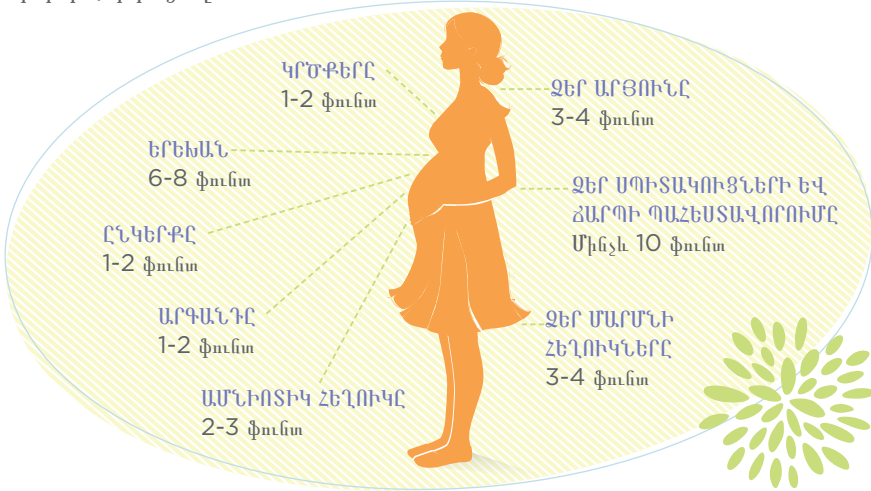 ԿՐԾՔԵՐԸ
1-2 ֆունտ
ԵՐԵԽԱՆ
6-8 ֆունտ
ԸՆԿԵՐՔԸ
1-2 ֆունտ
ԱՐԳԱՆԴԸ
1-2 ֆունտ
ԱՄՆԻՈՏԻԿ ՀԵՂՈՒԿԸ
2-3 ֆունտ
ՁԵՐ ԱՐՅՈՒՆԸ
3-4 ֆունտ
ՁԵՐ ՍՊԻՏԱԿՈՒՅՆԵՐԻ ԵՎ
ՃԱՐՊԻ ՊԱՀԵՍՏԱՎՈՐՈՒՄԸ
Մինչև 10 ֆունտ
ՁԵՐ ՄԱՐՄՆԻ
ՀԵՂՈՒԿՆԵՐԸ
3-4 ֆունտ